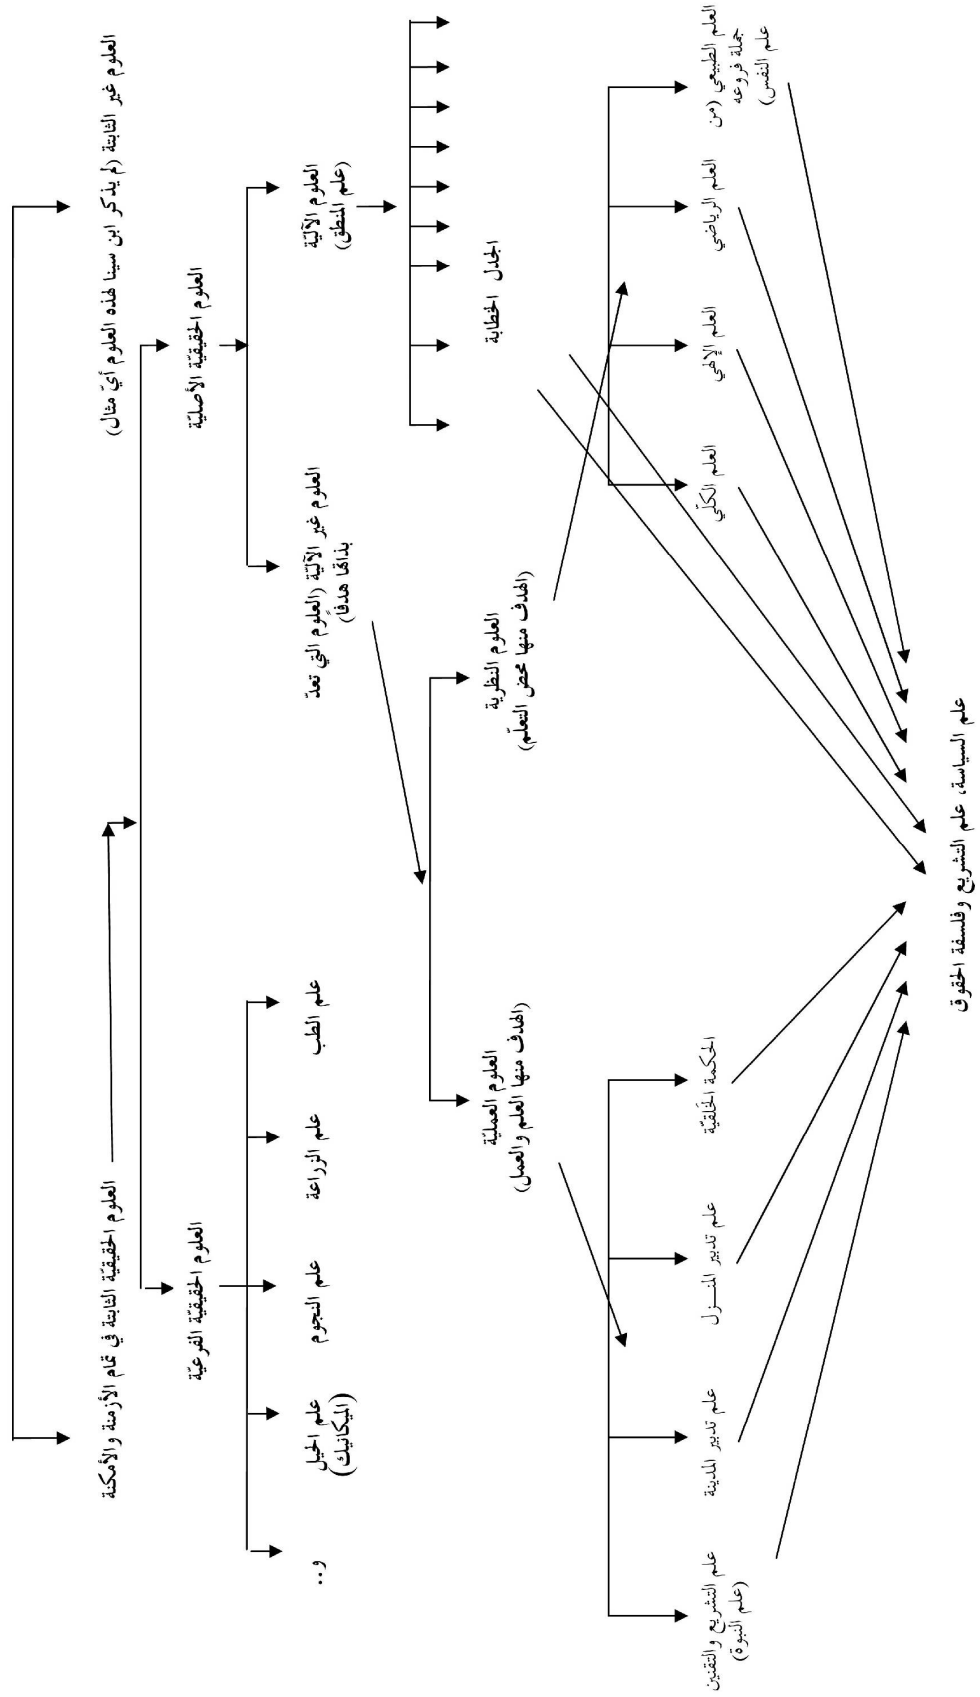 العلوم غير الثابتة (لم يذكر ابن سينا لهذه العلوم أيّ مثال)
العلوم الحقيقيّة الثابتة في تمام الأزمنة والأمكنة
العلوم الحقيقيّة الأصليّة
العلوم الحقيقيّة الفرعيّة
العلوم الآليّة
(علم المنطق)
العلوم غير الآليّة (العلوم التي تعدّ
بذاتها هدفًا)
علم الطب
علم الزراعة
علم النجوم
علم الحيل
(الميكانيك)
و..
الجدل الخطابة
العلوم النظرية
(الهدف منها محض التعلّم)
العلوم العمليّة
(الهدف منها العلم والعمل)
العلم الطبيعي (من
جملة فروعه
علم النفس)
العلم الرياضي
العلم الإلهي
العلم الكلّي
الحكمة الخلقيّة
علم تدبير المنـزل
علم تدبير المدينة
علم التشريع والتقنين
(علم النبوة)
علم السياسة، علم التشريع وفلسفة الحقوق